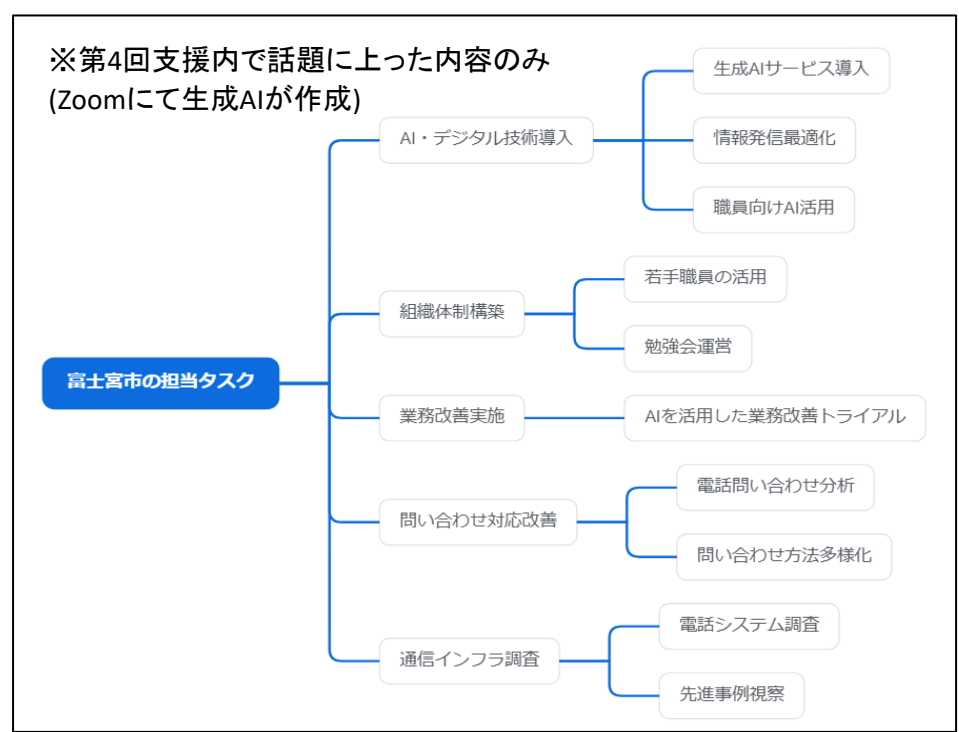 ※第4回支援内で話題に上った内容のみ
(Zoomにて生成AIが作成)
富士宮市の担当タスク
AI・デジタル技術導入
生成AIサービス導入
情報発信最適化
職員向けAI活用
組織体制構築
若手職員の活用
勉強会運営
業務改善実施
AIを活用した業務改善トライアル
問い合わせ対応改善
電話問い合わせ分析
問い合わせ方法多様化
通信インフラ調査
電話システム調査
先進事例視察